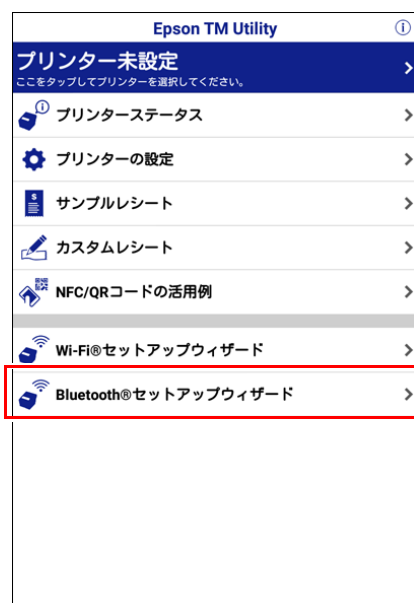 Epson TM Utility
プリンター未設定
ここをタップしてプリンターを選択してください。
プリンターステータス
プリンターの設定
サンプルレシート
カスタムレシート
NFC/QRコードの活用例
Wi-Fi®セットアップウィザード
Bluetooth®セットアップウィザード